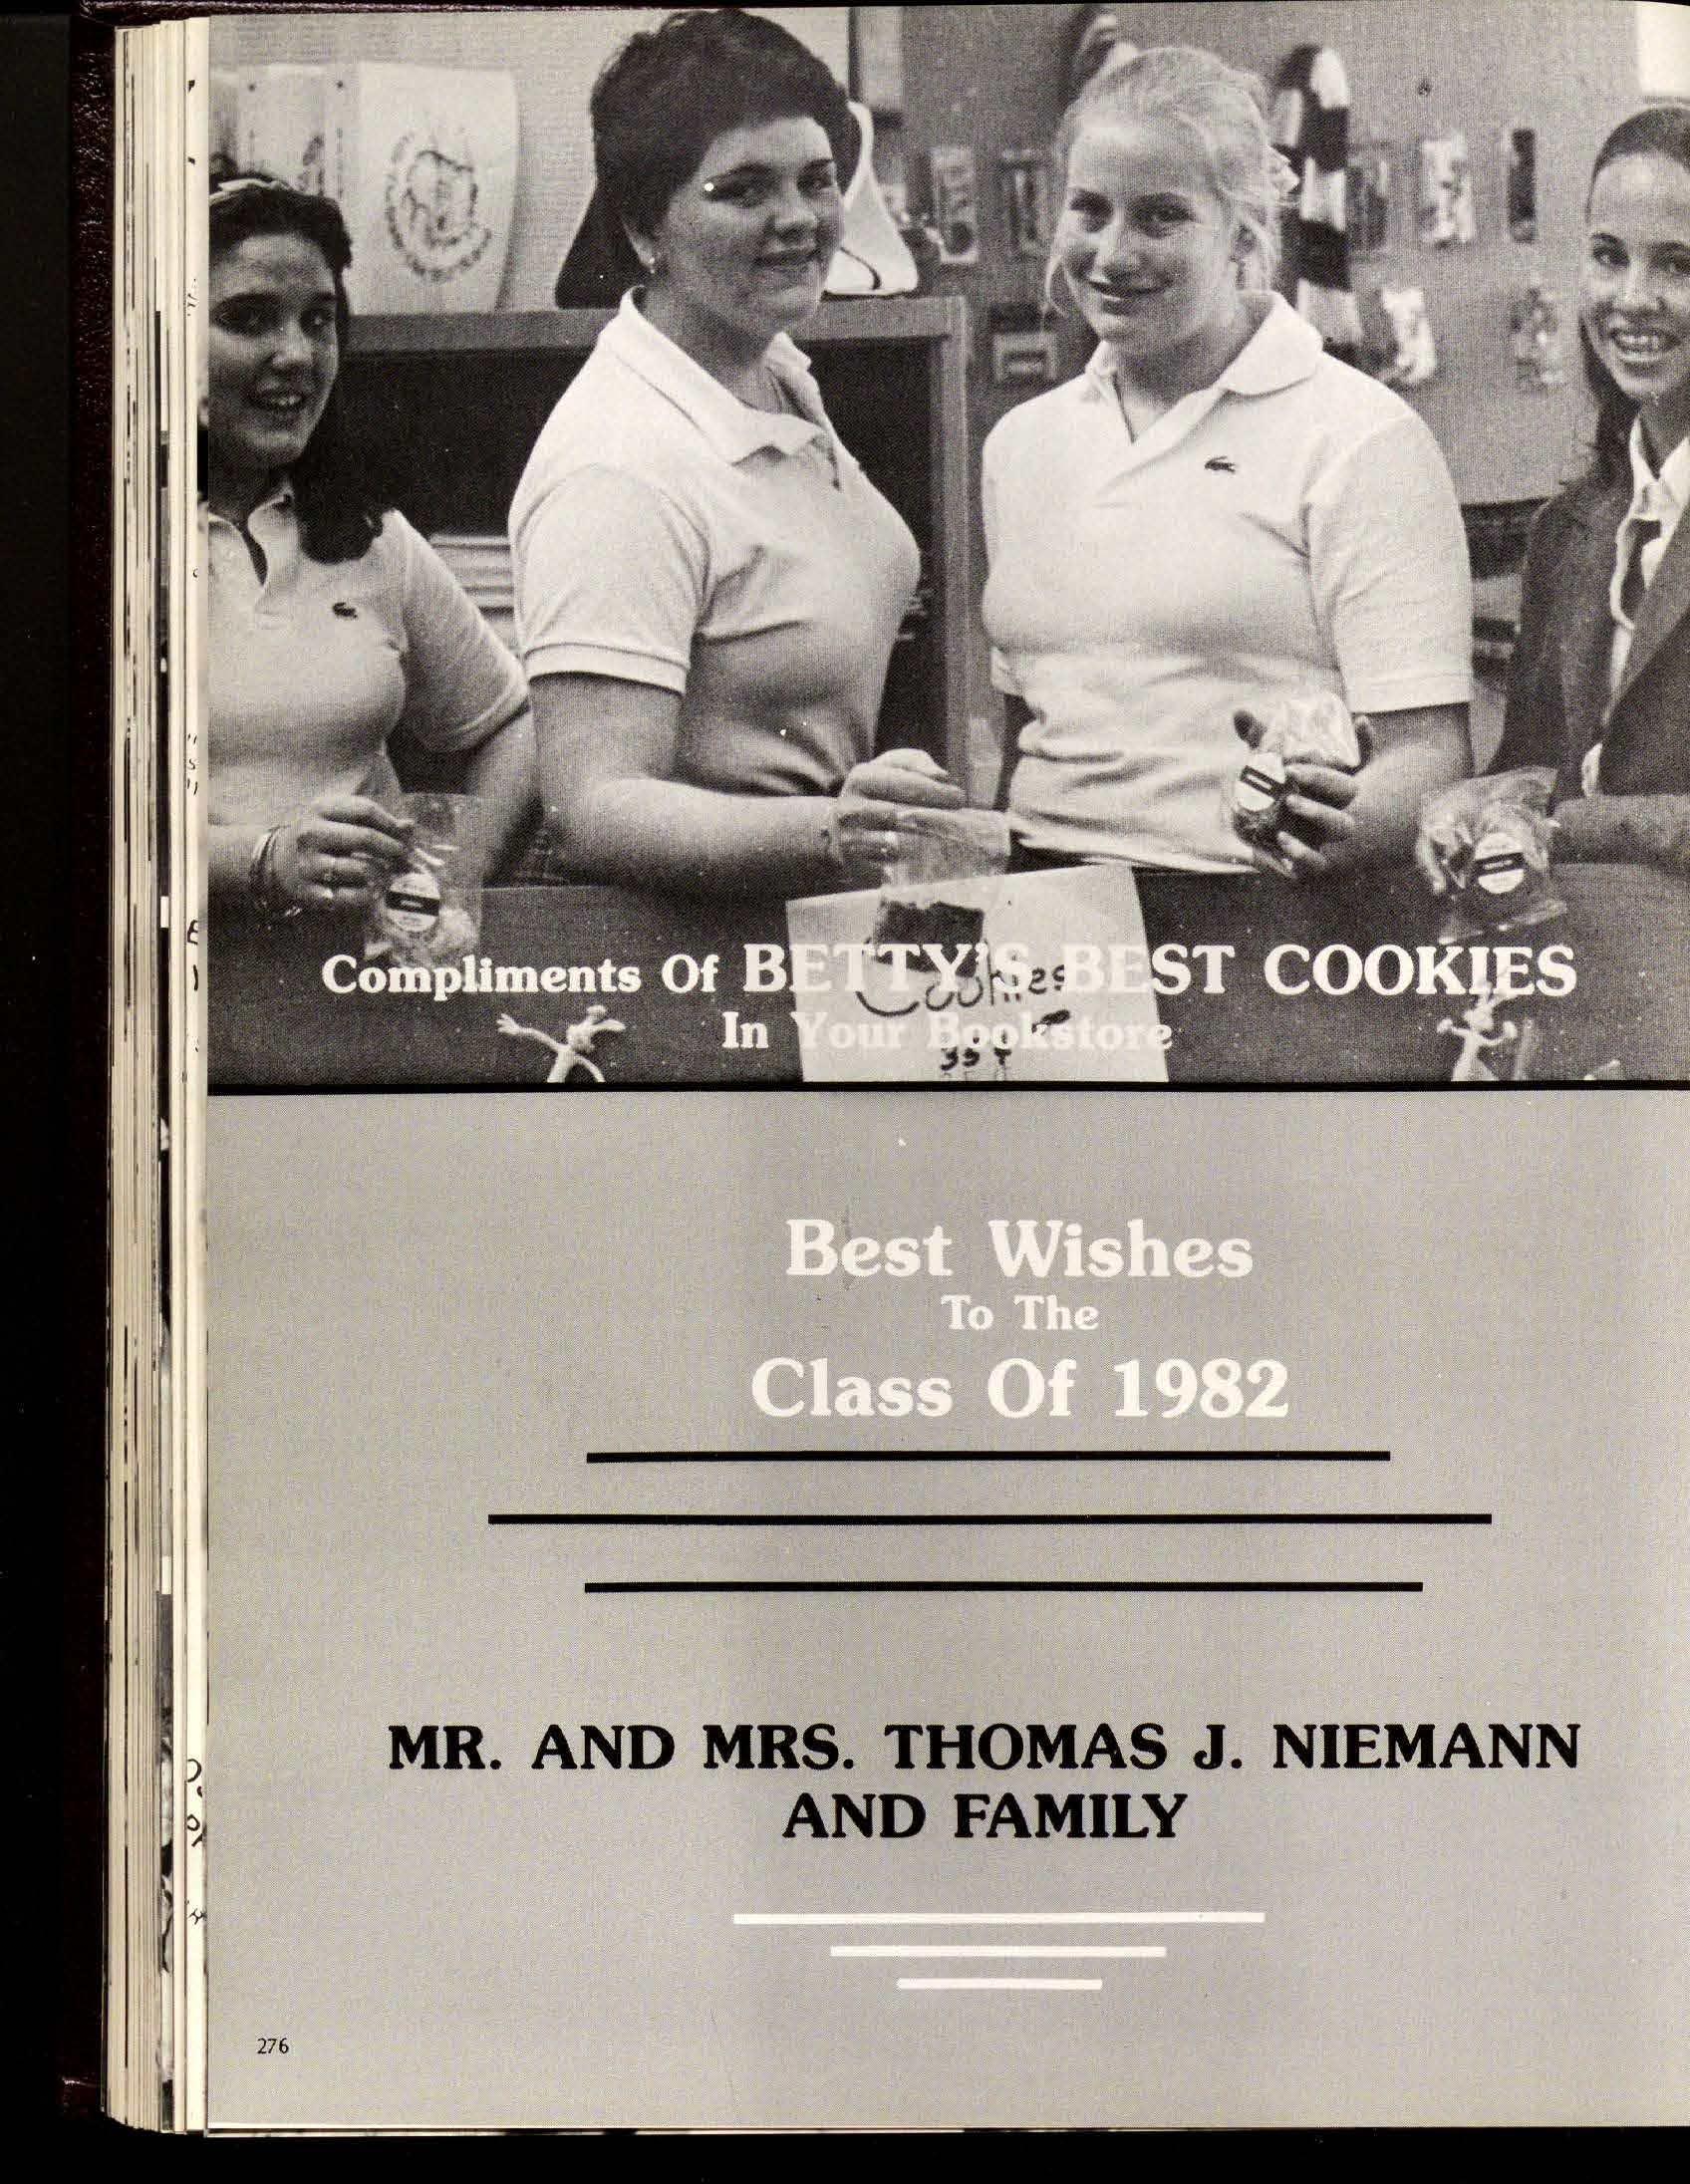 Cookies
35¢
Compliments Of BETTY'S BEST COOKIES
In Your Bookstore
Best Wishes
To The
Class Of 1982
MR. AND MRS. THOMAS J. NIEMANN
AND FAMILY
276